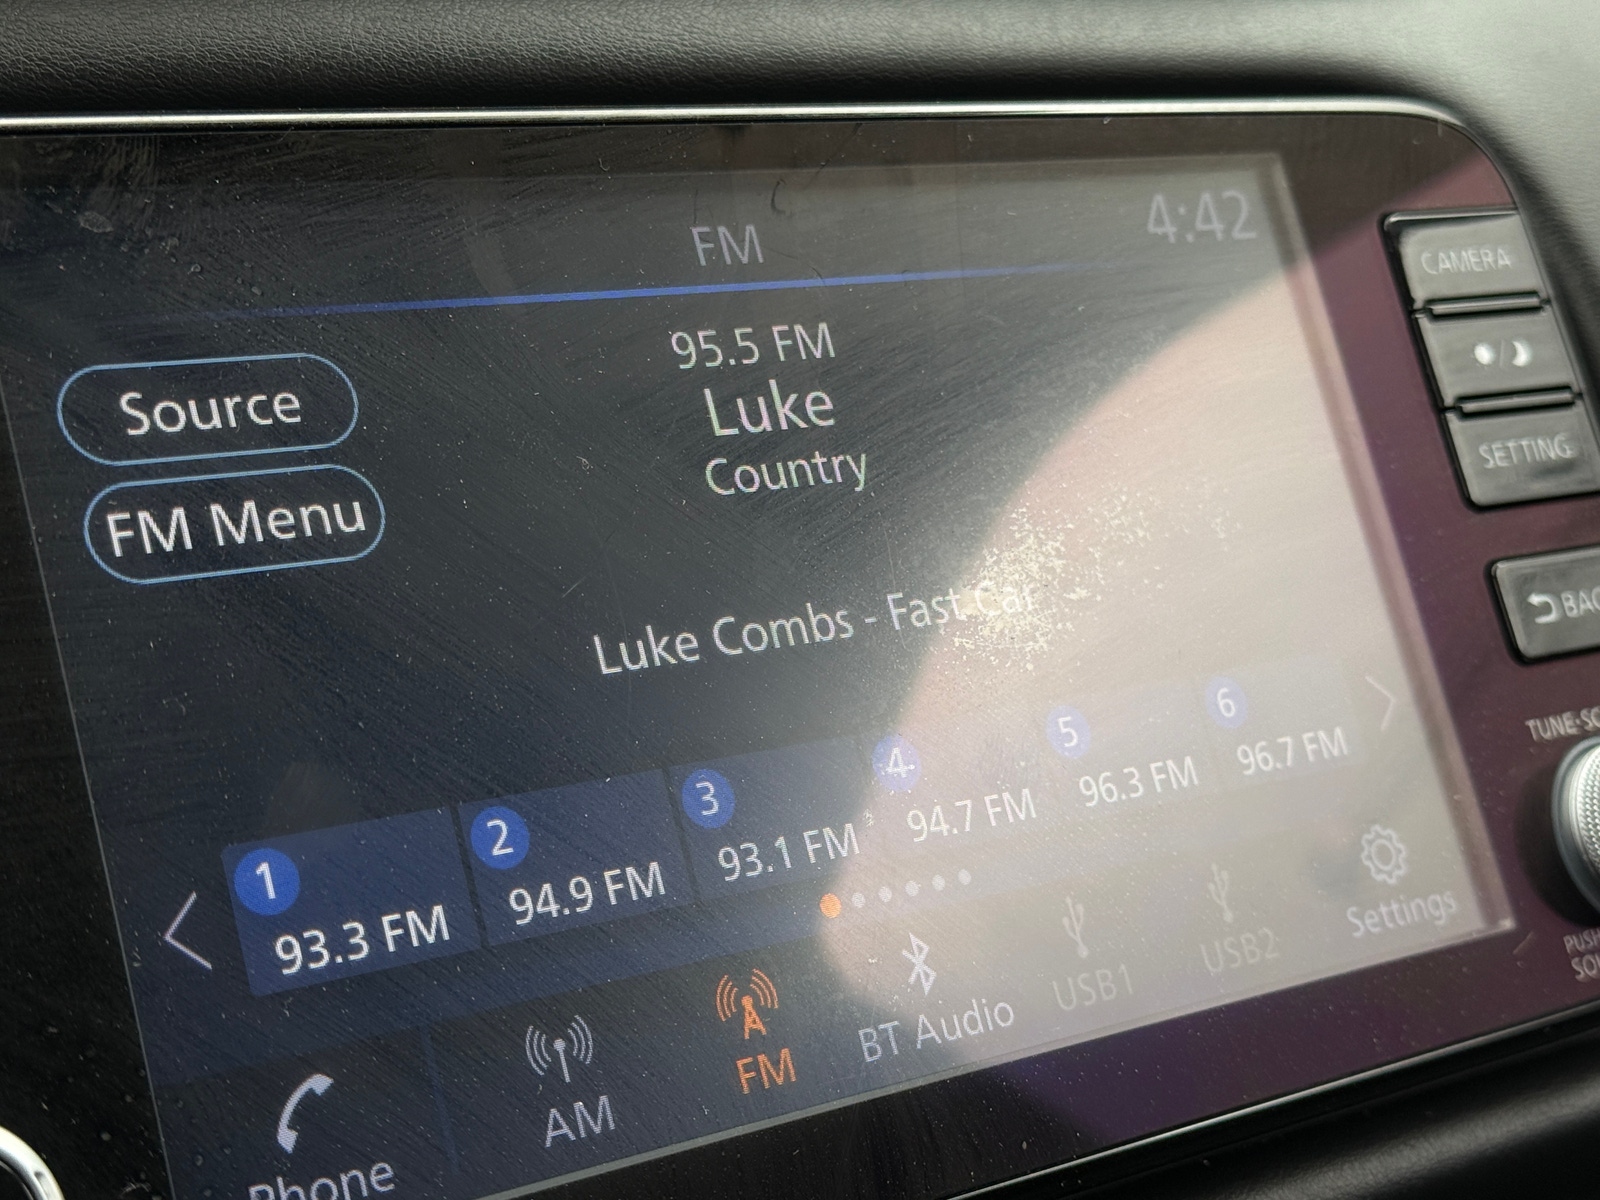 FM
4:42
CAMERA
95.5 FM
Source
Luke
Country
SETTING
FM Menu
Luke Combs - Fast Car
1 2 3 4 5 6
93.3 FM 94.9 FM 93.1 FM 94.7 FM 96.3 FM 96.7 FM
Phone AM FM BT Audio USB1 USB2 Settings